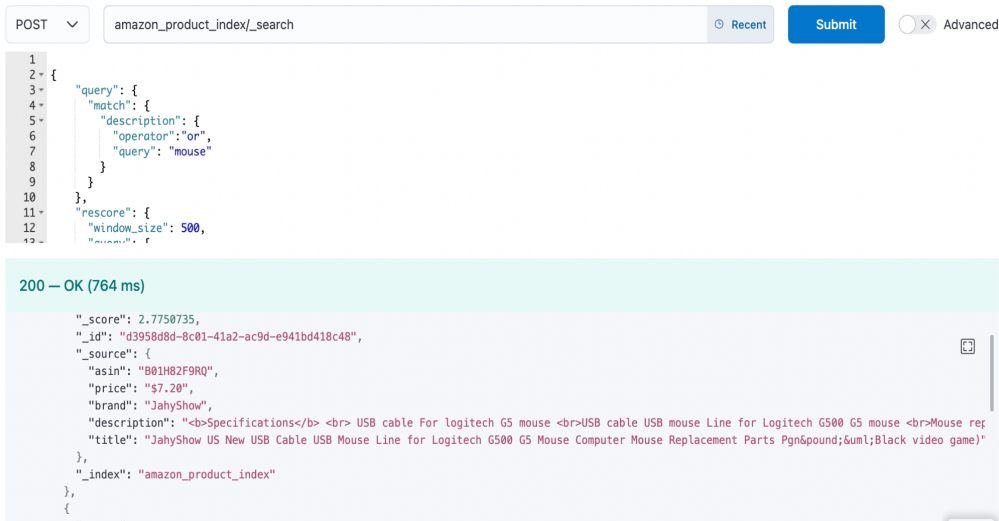 POST amazon_product_index/_search Recent Submit Advanced
1
2 {
3 "query": {
4 "match": {
5 "description": {
6 "operator":"or",
7 "query": "mouse"
8 }
9 }
10 },
11 "rescore": {
12 "window_size": 500,
13 "query": {
200 — OK (764 ms)
"_score": 2.7750735,
"_id": "d3958d8d-8c01-41a2-ac9d-e941bd418c48",
"_source": {
"asin": "B01H82F9RQ",
"price": "$7.20",
"brand": "JahyShow",
"description": "<b>Specifications</b> <br> USB cable For logitech G5 mouse <br>USB cable USB mouse Line for Logitech G500 G5 mouse <br>Mouse rep
"title": "JahyShow US New USB Cable USB Mouse Line for Logitech G500 G5 Mouse Computer Mouse Replacement Parts Pgn&pound;&uml;Black video game)"
},
"_index": "amazon_product_index"
},
{